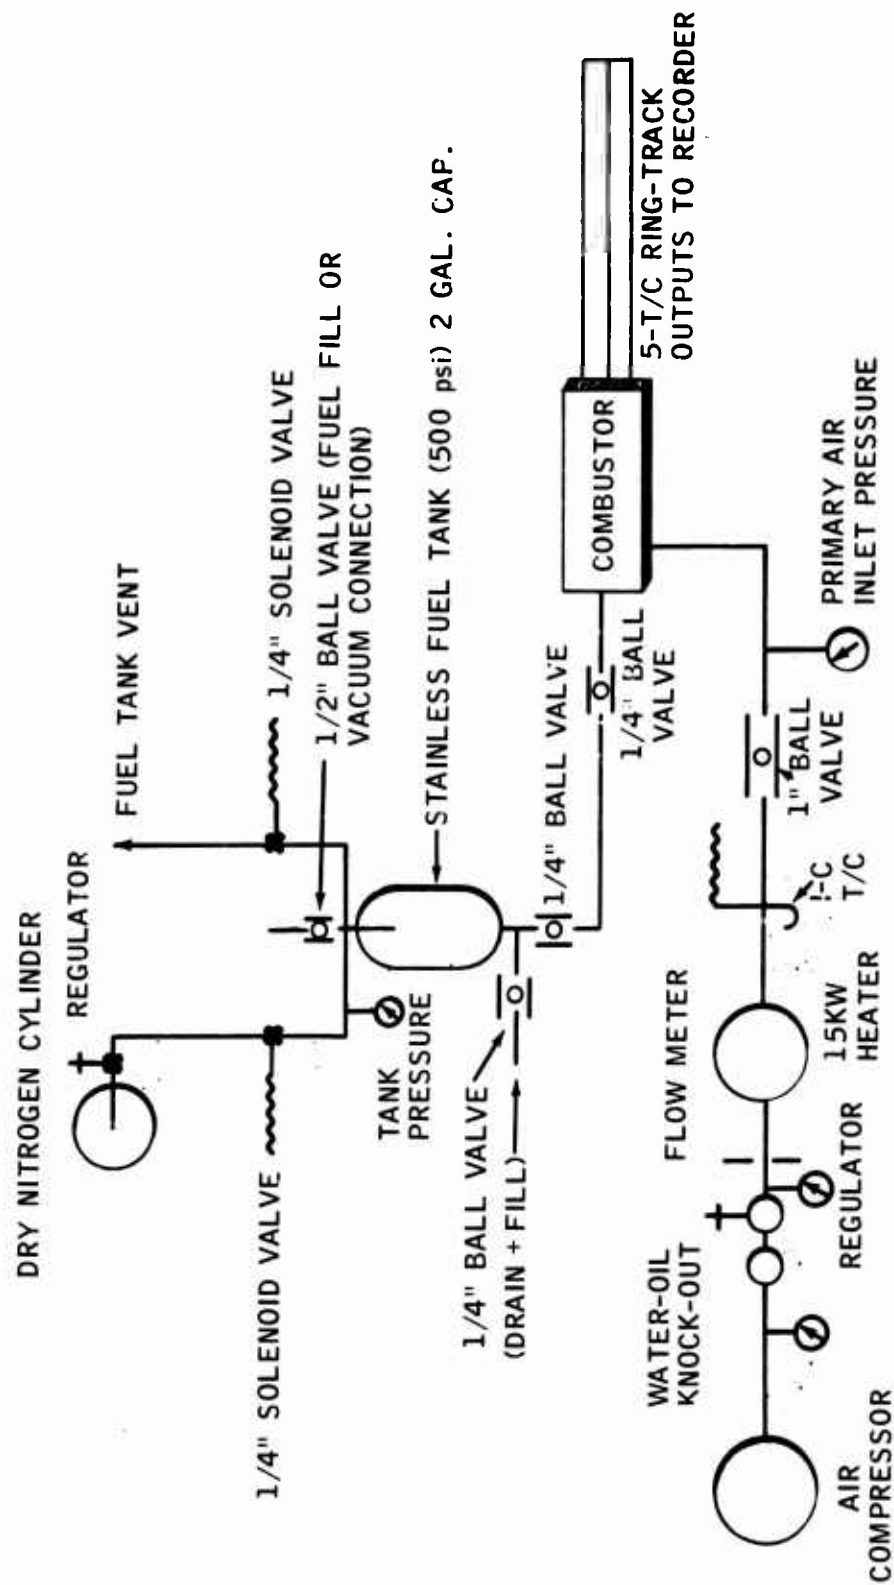 DRY NITROGEN CYLINDER
REGULATOR
FUEL TANK VENT
1/4" SOLENOID VALVE
1/4" SOLENOID VALVE
1/2" BALL VALVE (FUEL FILL OR
VACUUM CONNECTION)
TANK
PRESSURE
STAINLESS FUEL TANK (500 psi) 2 GAL. CAP.
1/4" BALL VALVE
(DRAIN + FILL)
1/4" BALL VALVE
1/4" BALL
VALVE
COMBUSTOR
5-T/C RING-TRACK
OUTPUTS TO RECORDER
WATER-OIL
KNOCK-OUT
FLOW METER
AIR
COMPRESSOR
REGULATOR
15KW
HEATER
I-C
T/C
1" BALL
VALVE
PRIMARY AIR
INLET PRESSURE